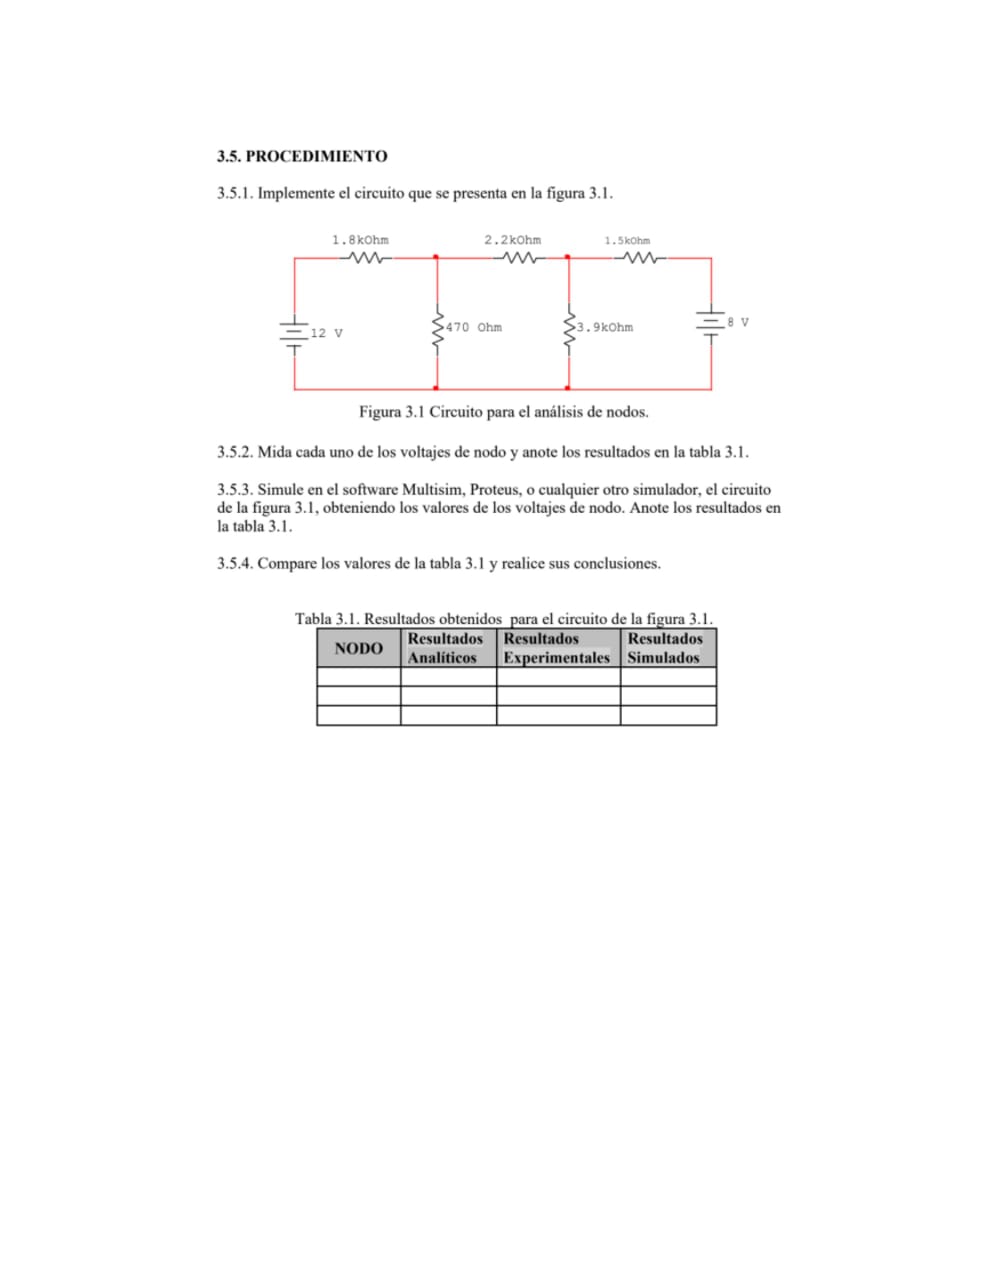 3.5. PROCEDIMIENTO
3.5.1. Implemente el circuito que se presenta en la figura 3.1.
1.8kOhm 2.2kOhm 1.5kOhm
12 V 470 Ohm 3.9kOhm 8 V
Figura 3.1 Circuito para el análisis de nodos.
3.5.2. Mida cada uno de los voltajes de nodo y anote los resultados en la tabla 3.1.
3.5.3. Simule en el software Multisim, Proteus, o cualquier otro simulador, el circuito
de la figura 3.1, obteniendo los valores de los voltajes de nodo. Anote los resultados en
la tabla 3.1.
3.5.4. Compare los valores de la tabla 3.1 y realice sus conclusiones.
Tabla 3.1. Resultados obtenidos para el circuito de la figura 3.1.
NODO Resultados Resultados Resultados
Analíticos Experimentales Simulados